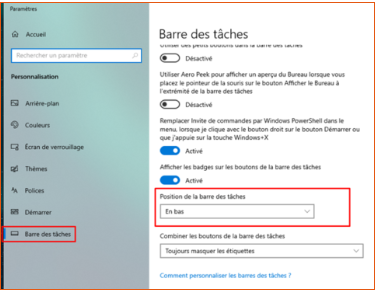 Paramètres
Accueil
Rechercher un paramètre
Personnalisation
Arrière-plan
Couleurs
Écran de verrouillage
Thèmes
Polices
Démarrer
Barre des tâches
Barre des tâches
Utiliser des petits boutons dans la barre des tâches
Désactivé
Utiliser Aero Peek pour afficher un aperçu du Bureau lorsque vous
placez le pointeur de la souris sur le bouton Afficher le Bureau à
l'extrémité de la barre des tâches
Désactivé
Remplacer Invite de commandes par Windows PowerShell dans le
menu, lorsque je clique avec le bouton droit sur le bouton Démarrer ou
que j'appuie sur la touche Windows+X
Activé
Afficher les badges sur les boutons de la barre des tâches
Activé
Position de la barre des tâches
En bas
Combiner les boutons de la barre des tâches
Toujours masquer les étiquettes
Comment personnaliser les barres des tâches ?